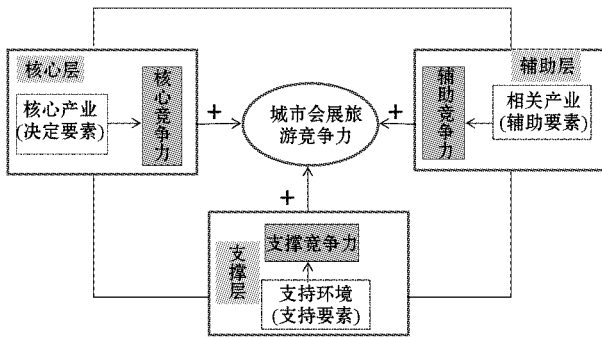 核心层
核心产业
(决定要素)
核心竞争力
+
城市会展旅
游竞争力
+
辅助层
辅助竞争力
相关产业
(辅助要素)
+
支撑层
支撑竞争力
支持环境
(支持要素)